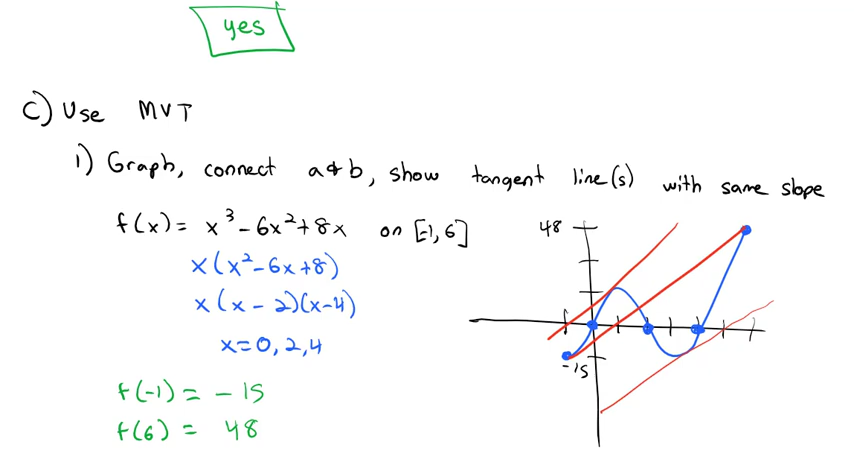 yes
C) Use MVT
1) Graph, connect a & b, show tangent line(s) with same slope
f(x) = x³ - 6x² + 8x on [-1, 6]
x(x² - 6x + 8)
x(x - 2)(x - 4)
x = 0, 2, 4
f(-1) = - 15
f(6) = 48
48
-15